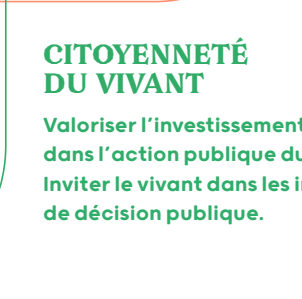 CITOYENNETÉ
DU VIVANT
Valoriser l’investissement
dans l’action publique du
Inviter le vivant dans les
de décision publique.